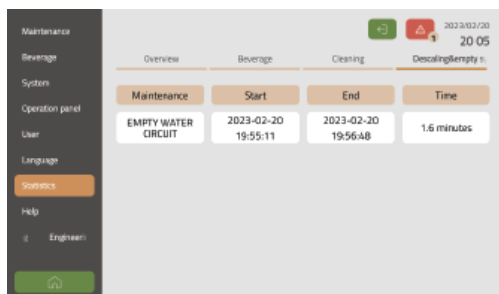 Maintenance
Beverage
System
Operation panel
User
Language
Statistics
Help
Engineeri
1
2023/02/20
20 05
Overview
Beverage
Cleaning
Descaling&empty s
Maintenance
Start
End
Time
EMPTY WATER
CIRCUIT
2023-02-20
19:55:11
2023-02-20
19:56:48
1.6 minutes